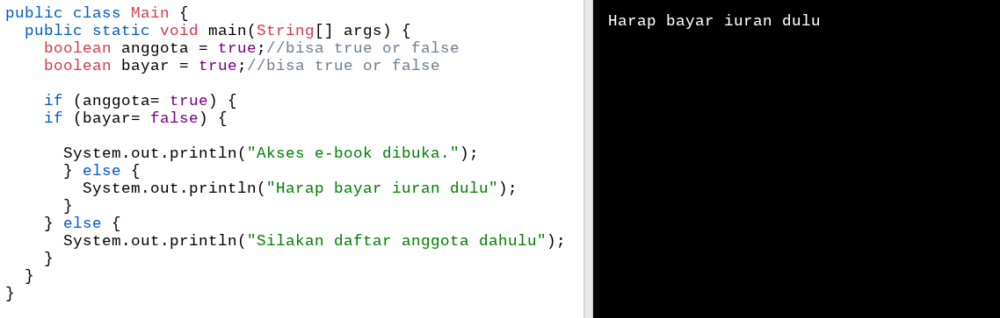 public class Main {
  public static void main(String[] args) {
    boolean anggota = true;//bisa true or false
    boolean bayar = true;//bisa true or false

    if (anggota= true) {
    if (bayar= false) {

      System.out.println("Akses e-book dibuka.");
      } else {
        System.out.println("Harap bayar iuran dulu");
      }
    } else {
      System.out.println("Silakan daftar anggota dahulu");
    }
  }
}
Harap bayar iuran dulu